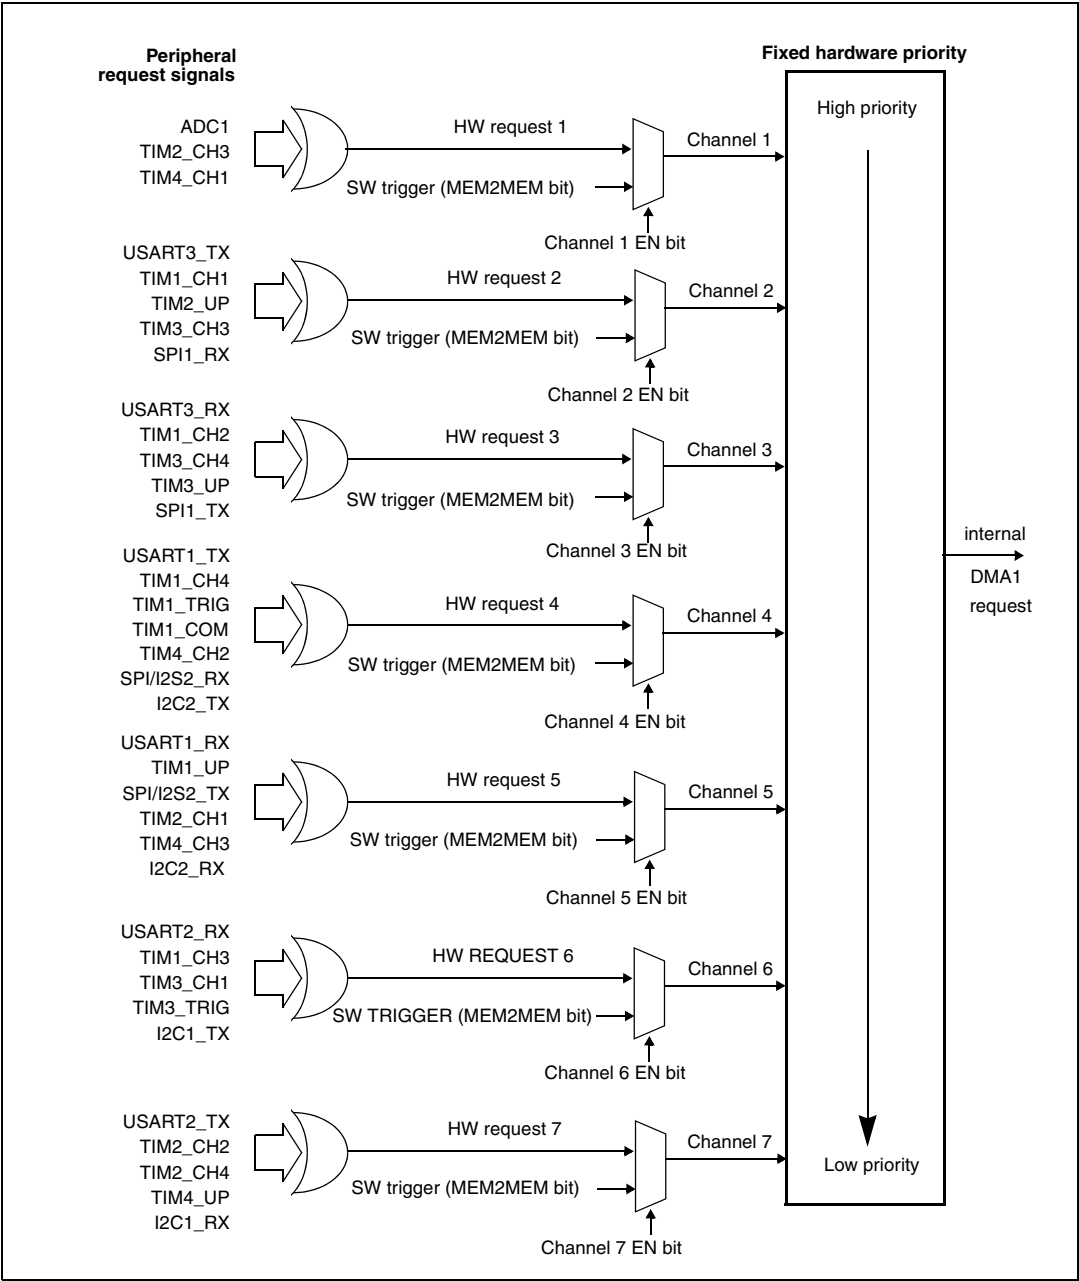 Peripheral
request signals
Fixed hardware priority
High priority
ADC1
TIM2_CH3
TIM4_CH1
HW request 1
SW trigger (MEM2MEM bit)
Channel 1
Channel 1 EN bit
USART3_TX
TIM1_CH1
TIM2_UP
TIM3_CH3
SPI1_RX
HW request 2
SW trigger (MEM2MEM bit)
Channel 2
Channel 2 EN bit
USART3_RX
TIM1_CH2
TIM3_CH4
TIM3_UP
SPI1_TX
HW request 3
SW trigger (MEM2MEM bit)
Channel 3
Channel 3 EN bit
internal
DMA1
request
USART1_TX
TIM1_CH4
TIM1_TRIG
TIM1_COM
TIM4_CH2
SPI/I2S2_RX
I2C2_TX
HW request 4
SW trigger (MEM2MEM bit)
Channel 4
Channel 4 EN bit
USART1_RX
TIM1_UP
SPI/I2S2_TX
TIM2_CH1
TIM4_CH3
I2C2_RX
HW request 5
SW trigger (MEM2MEM bit)
Channel 5
Channel 5 EN bit
USART2_RX
TIM1_CH3
TIM3_CH1
TIM3_TRIG
I2C1_TX
HW REQUEST 6
SW TRIGGER (MEM2MEM bit)
Channel 6
Channel 6 EN bit
USART2_TX
TIM2_CH2
TIM2_CH4
TIM4_UP
I2C1_RX
HW request 7
SW trigger (MEM2MEM bit)
Channel 7
Channel 7 EN bit
Low priority